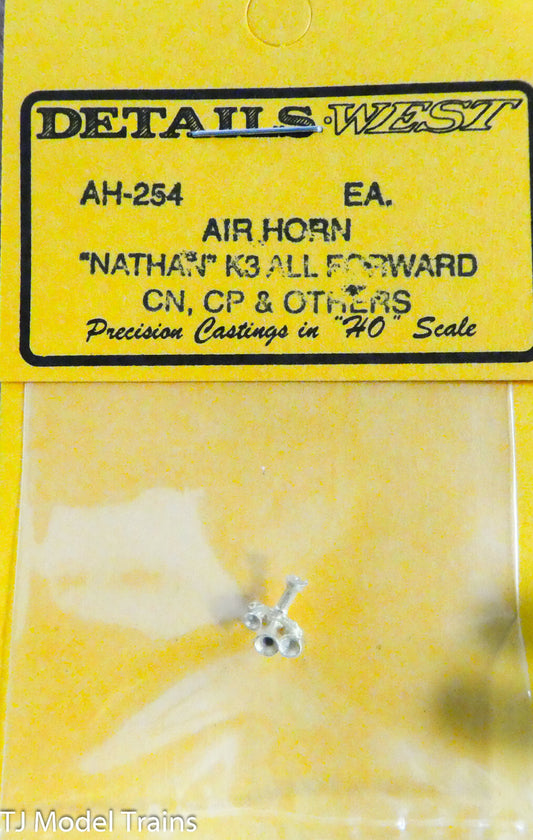 DETAILS·WEST
AH-254 EA.
AIR HORN
"NATHAN" K3 ALL FORWARD
CN, CP & OTHERS
Precision Castings in "HO" Scale
TJ Model Trains